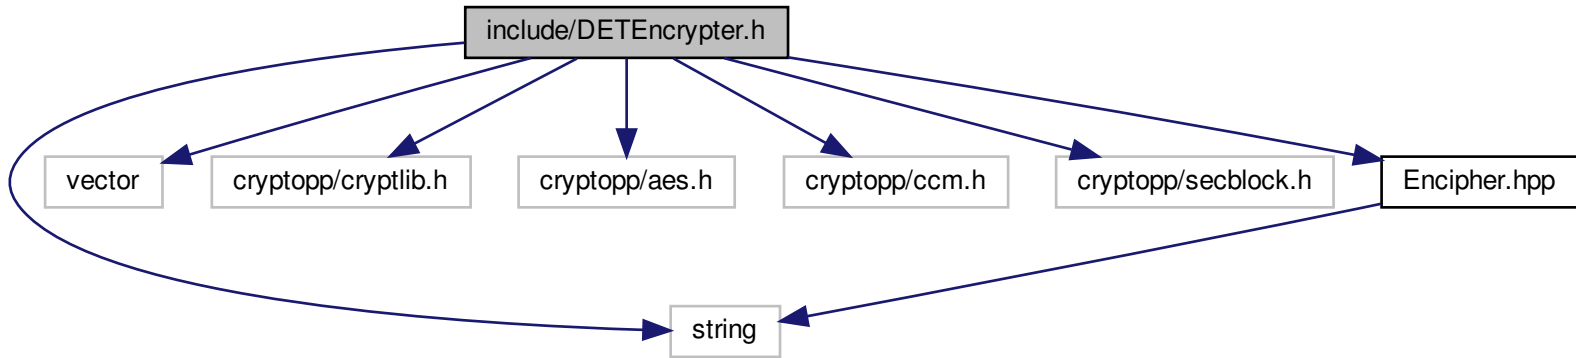 include/DETEncrypter.h
vector
cryptopp/cryptlib.h
cryptopp/aes.h
cryptopp/ccm.h
cryptopp/secblock.h
Encipher.hpp
string